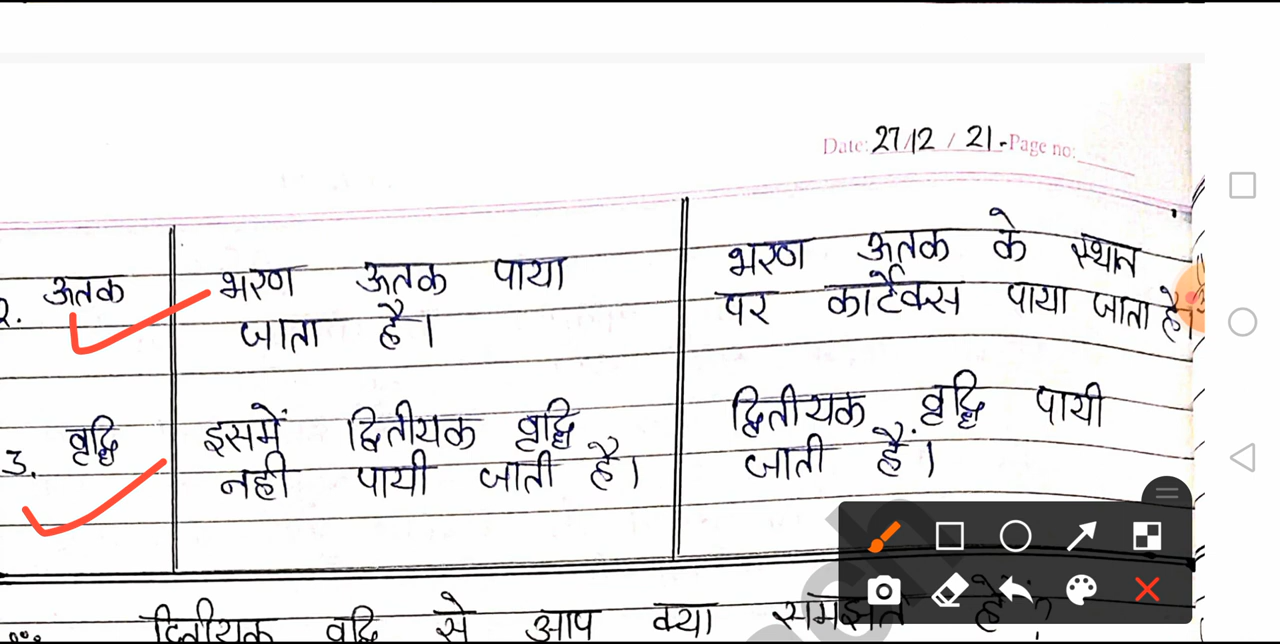 Date: 27/12/21. Page no:
2. ऊतक भरण ऊतक पाया भरण ऊतक के स्थान
जाता है। पर कार्टेक्स पाया जाता है।
3. वृद्धि इसमें द्वितीयक वृद्धि द्वितीयक वृद्धि पायी
नही पायी जाती है। जाती है।
द्वितीयक वृद्धि से आप क्या समझते है?